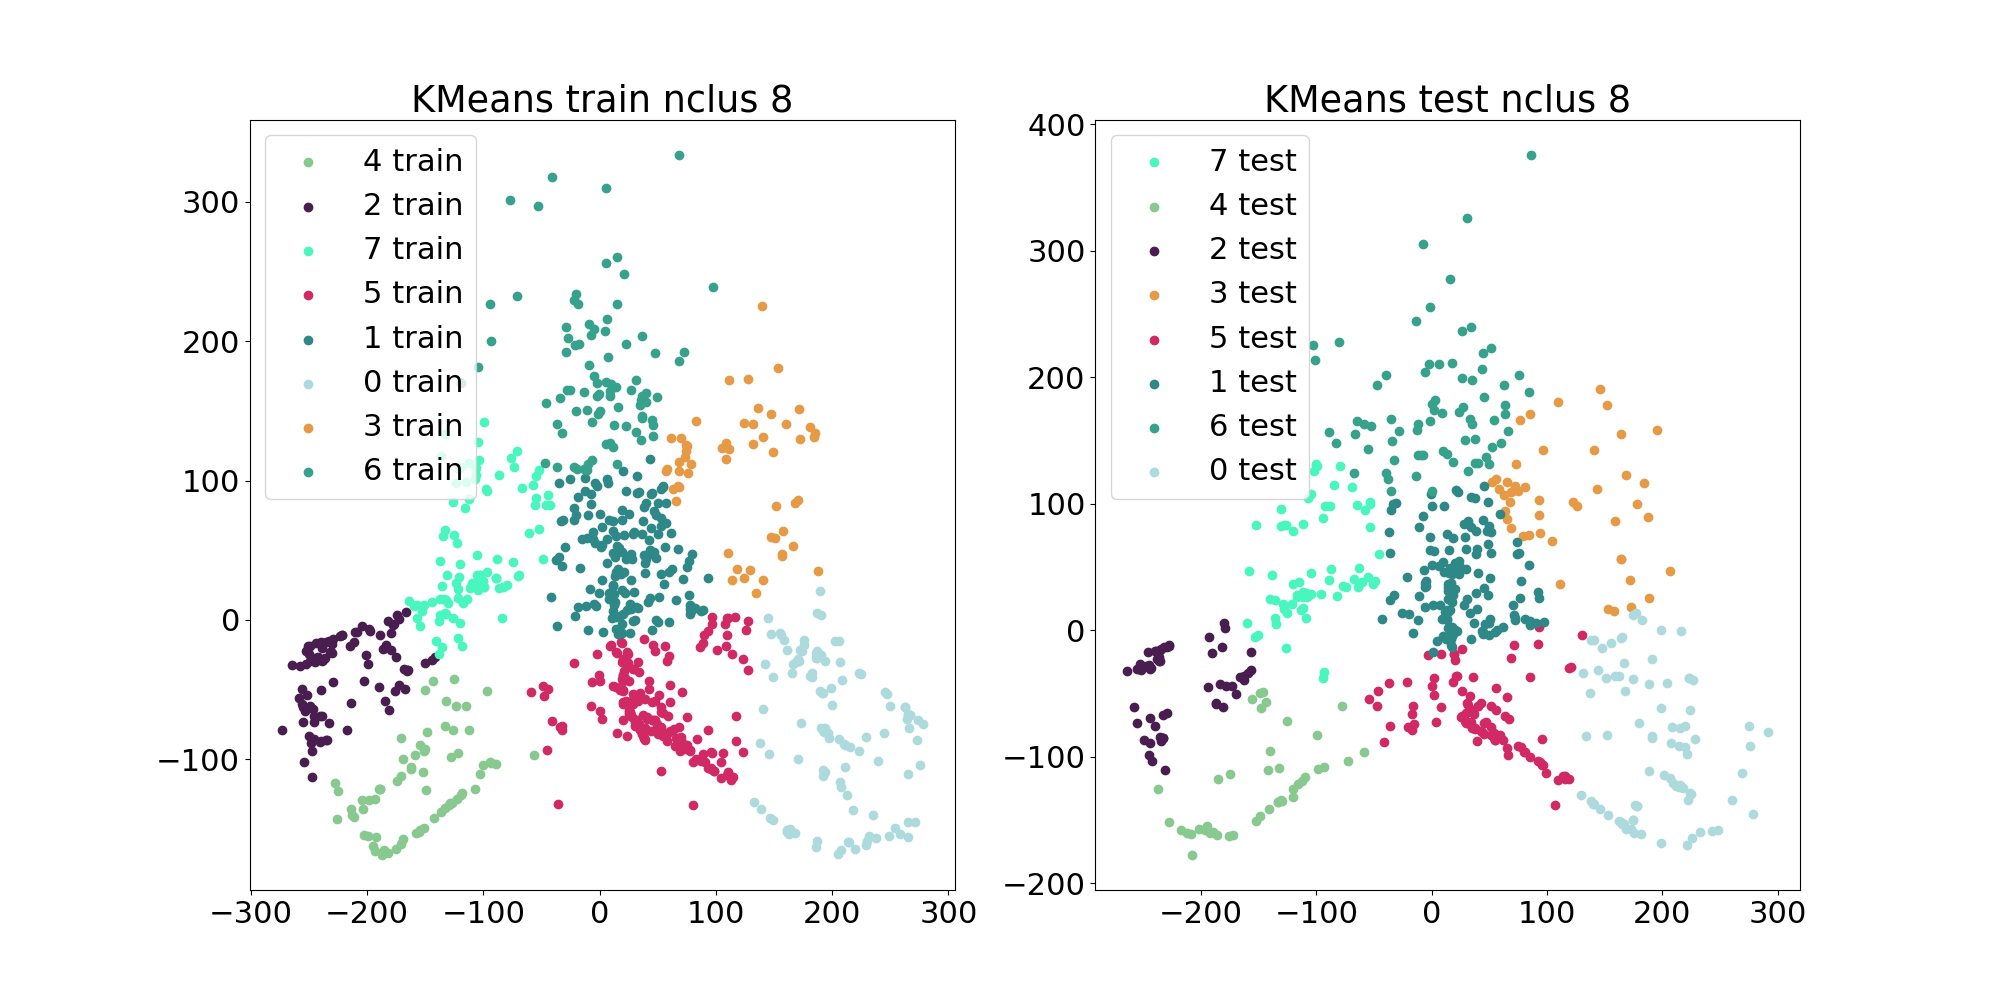 KMeans train nclus 8
4 train
2 train
7 train
5 train
1 train
0 train
3 train
6 train
300
200
100
0
−100
−300
−200
−100
0
100
200
300
KMeans test nclus 8
7 test
4 test
2 test
3 test
5 test
1 test
6 test
0 test
400
300
200
100
0
−100
−200
−200
−100
0
100
200
300